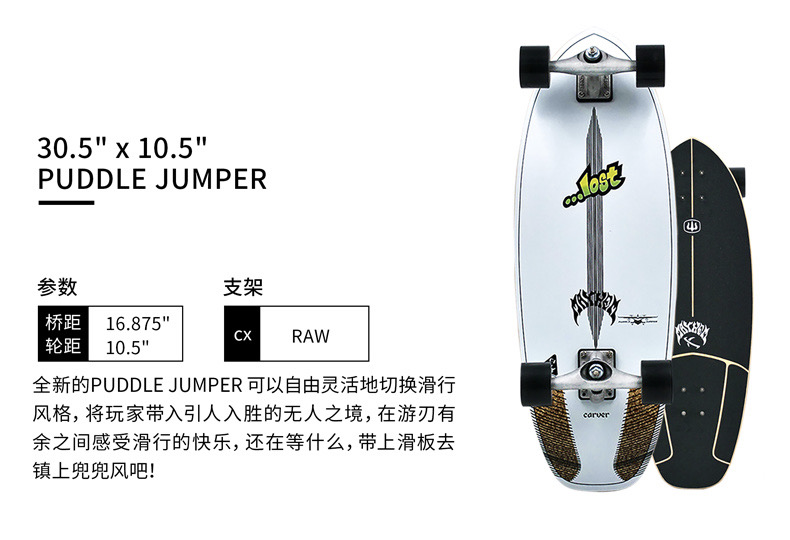 30.5" x 10.5"
PUDDLE JUMPER
参数
支架
桥距 16.875"
轮距 10.5"
CX RAW
全新的PUDDLE JUMPER 可以自由灵活地切换滑行
风格, 将玩家带入引人入胜的无人之境, 在游刃有
余之间感受滑行的快乐, 还在等什么, 带上滑板去
镇上兜兜风吧!
...lost
MAYHEM
carver
MAYHEM